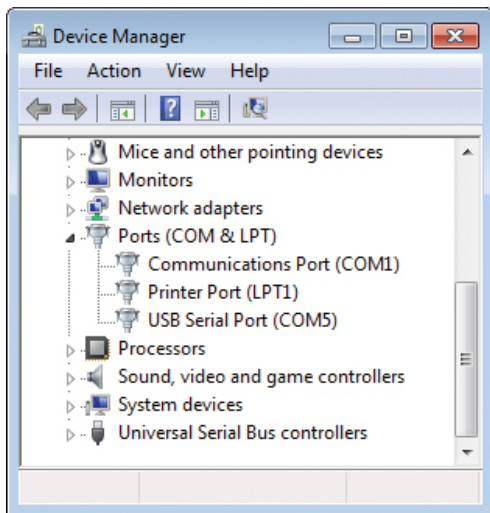 Device Manager
File Action View Help
Mice and other pointing devices
Monitors
Network adapters
Ports (COM & LPT)
Communications Port (COM1)
Printer Port (LPT1)
USB Serial Port (COM5)
Processors
Sound, video and game controllers
System devices
Universal Serial Bus controllers